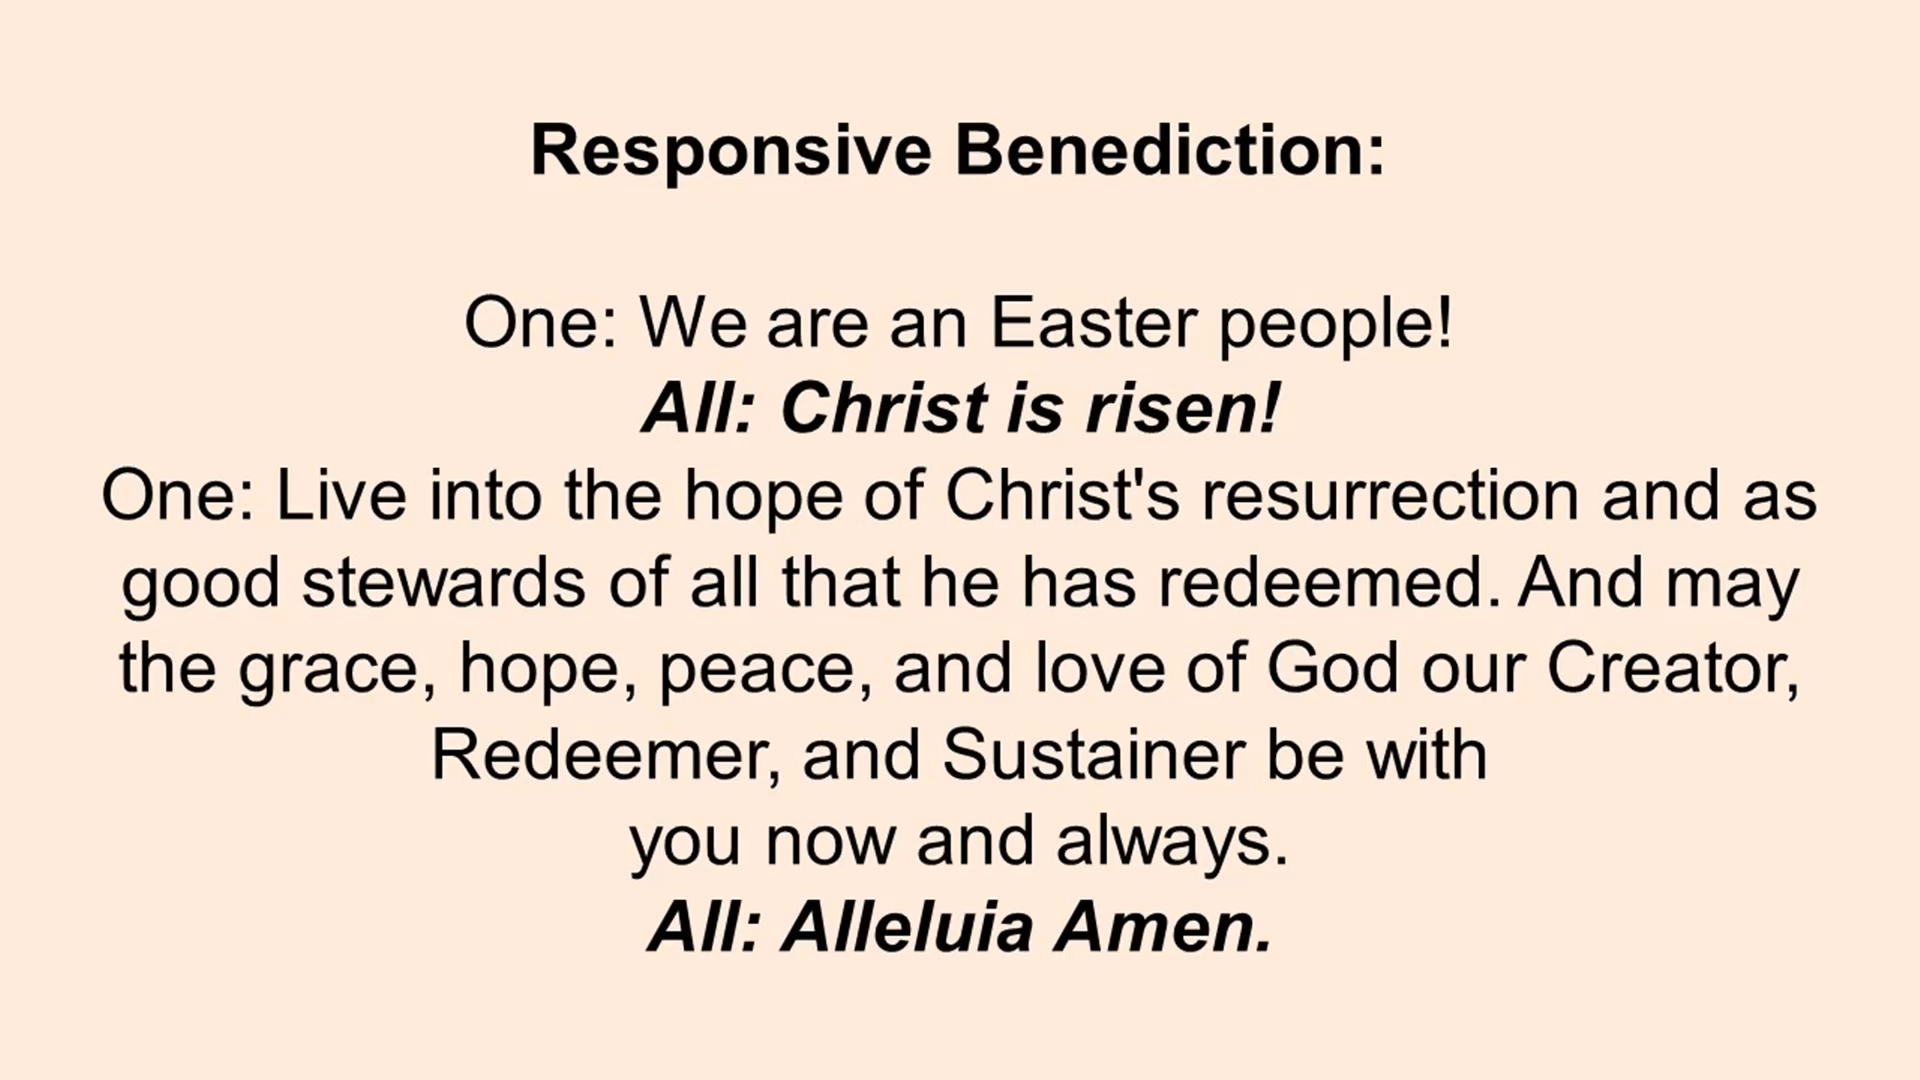 Responsive Benediction:
One: We are an Easter people!
All: Christ is risen!
One: Live into the hope of Christ's resurrection and as
good stewards of all that he has redeemed. And may
the grace, hope, peace, and love of God our Creator,
Redeemer, and Sustainer be with
you now and always.
All: Alleluia Amen.